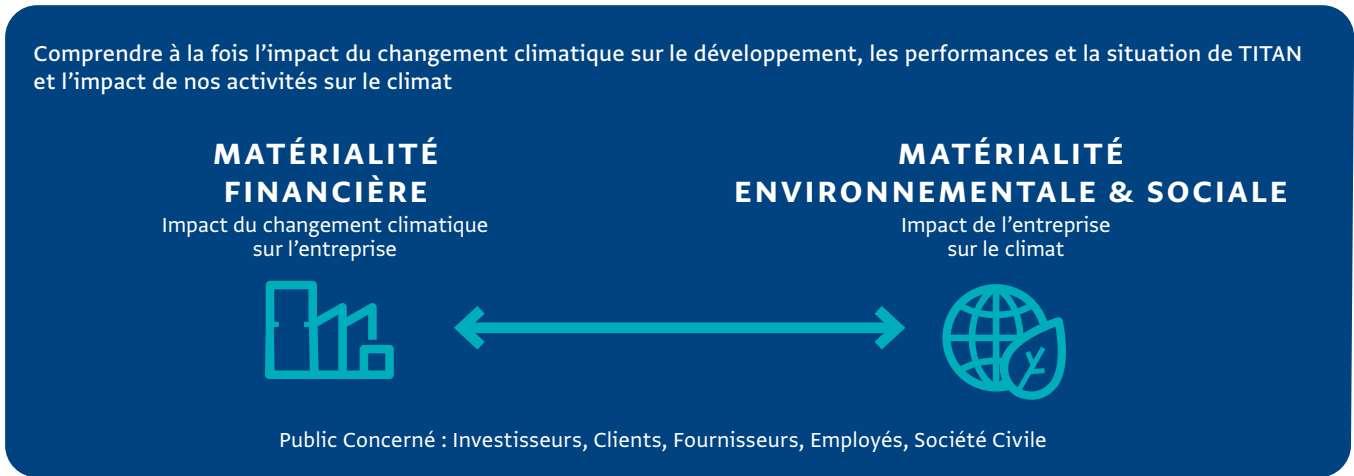 Comprendre à la fois l’impact du changement climatique sur le développement, les performances et la situation de TITAN
et l’impact de nos activités sur le climat
MATÉRIALITÉ
FINANCIÈRE
Impact du changement climatique
sur l’entreprise
MATÉRIALITÉ
ENVIRONNEMENTALE & SOCIALE
Impact de l’entreprise
sur le climat
Public Concerné : Investisseurs, Clients, Fournisseurs, Employés, Société Civile